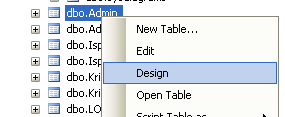 dbo.Admin
dbo.Ad
dbo.Isp
dbo.Isp
dbo.Kri
dbo.Kri
dbo.LO
New Table...
Edit
Design
Open Table